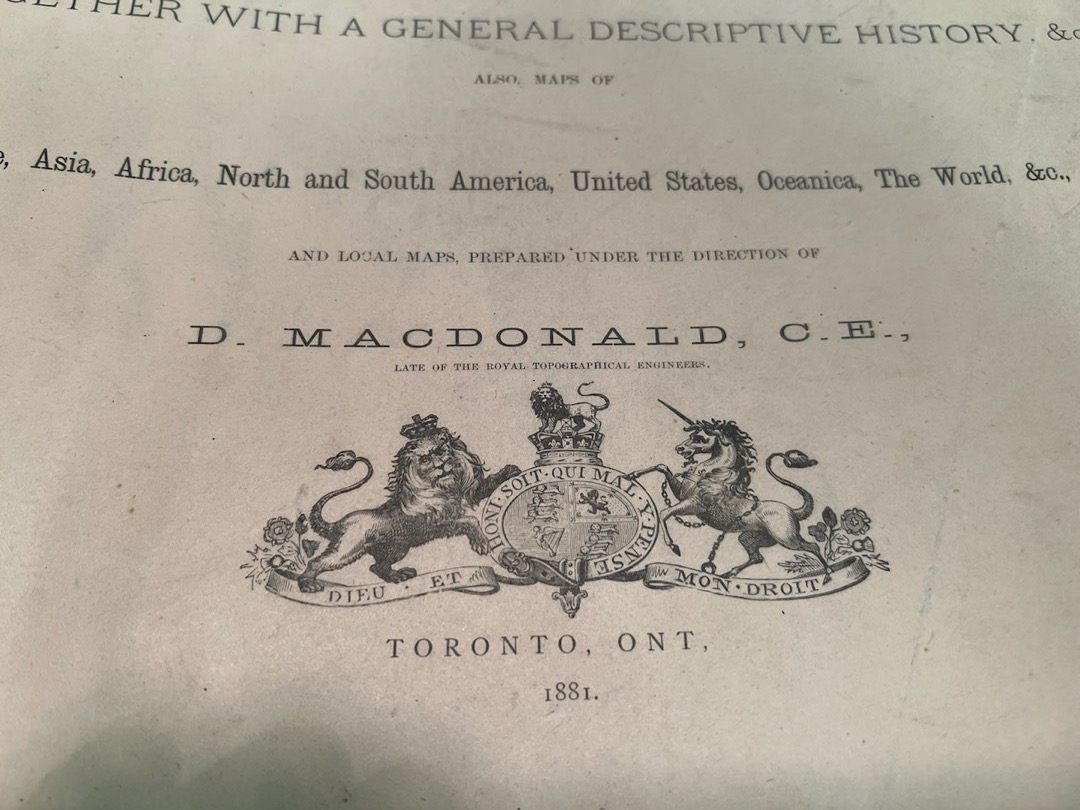 WITH A GENERAL DESCRIPTIVE HISTORY. &c
ALSO, MAPS OF
Asia, Africa, North and South America, United States, Oceanica, The World, &c.,
AND LOCAL MAPS, PREPARED UNDER THE DIRECTION OF
D. MACDONALD, C.E.,
LATE OF THE ROYAL TOPOGRAPHICAL ENGINEERS.
HONI·SOIT·QUI MAL·Y·PENSE
DIEU · ET MON·DROIT
TORONTO, ONT,
1881.